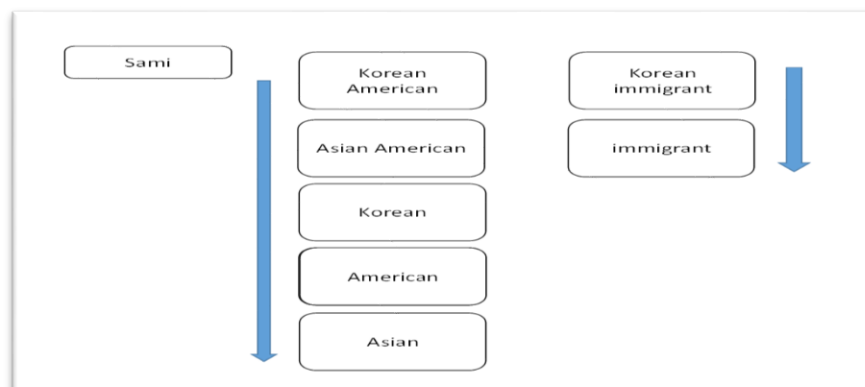 Sami
Korean
American
Asian American
Korean
American
Asian
Korean
immigrant
immigrant